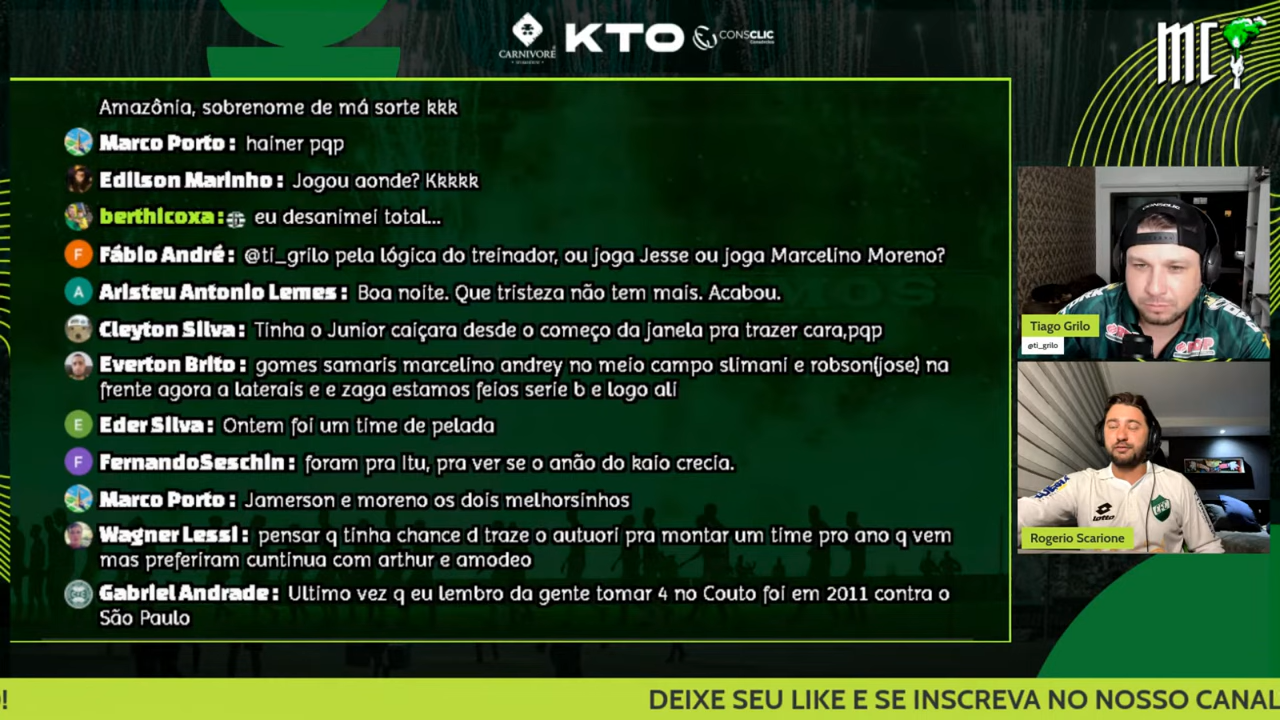 CARNIVORÉ
KTO
CONSCLIC
MC
Amazônia, sobrenome de má sorte kkk
Marco Porto: hainer pqp
Edilson Marinho: Jogou aonde? Kkkkk
berthicoxa: eu desanimei total...
F Fábio André: @ti_grilo pela lógica do treinador, ou joga Jesse ou joga Marcelino Moreno?
A Aristeu Antonio Lemes: Boa noite. Que tristeza não tem mais. Acabou.
Cleyton Silva: Tinha o Junior caiçara desde o começo da janela pra trazer cara,pqp
Everton Brito: gomes samaris marcelino andrey no meio campo slimani e robson(jose) na
frente agora a laterais e e zaga estamos feios serie b e logo ali
E Eder Silva: Ontem foi um time de pelada
F FernandoSeschin: foram pra Itu, pra ver se o anão do kaio crecia.
Marco Porto: Jamerson e moreno os dois melhorsinhos
Wagner Lessi: pensar q tinha chance d traze o autuori pra montar um time pro ano q vem
mas preferiram cuntinua com arthur e amodeo
Gabriel Andrade: Ultimo vez q eu lembro da gente tomar 4 no Couto foi em 2011 contra o
São Paulo
CONSCLIC
Tiago Grilo
@ti_grilo
lotto
CFC
Rogerio Scarione
!
DEIXE SEU LIKE E SE INSCREVA NO NOSSO CANAL